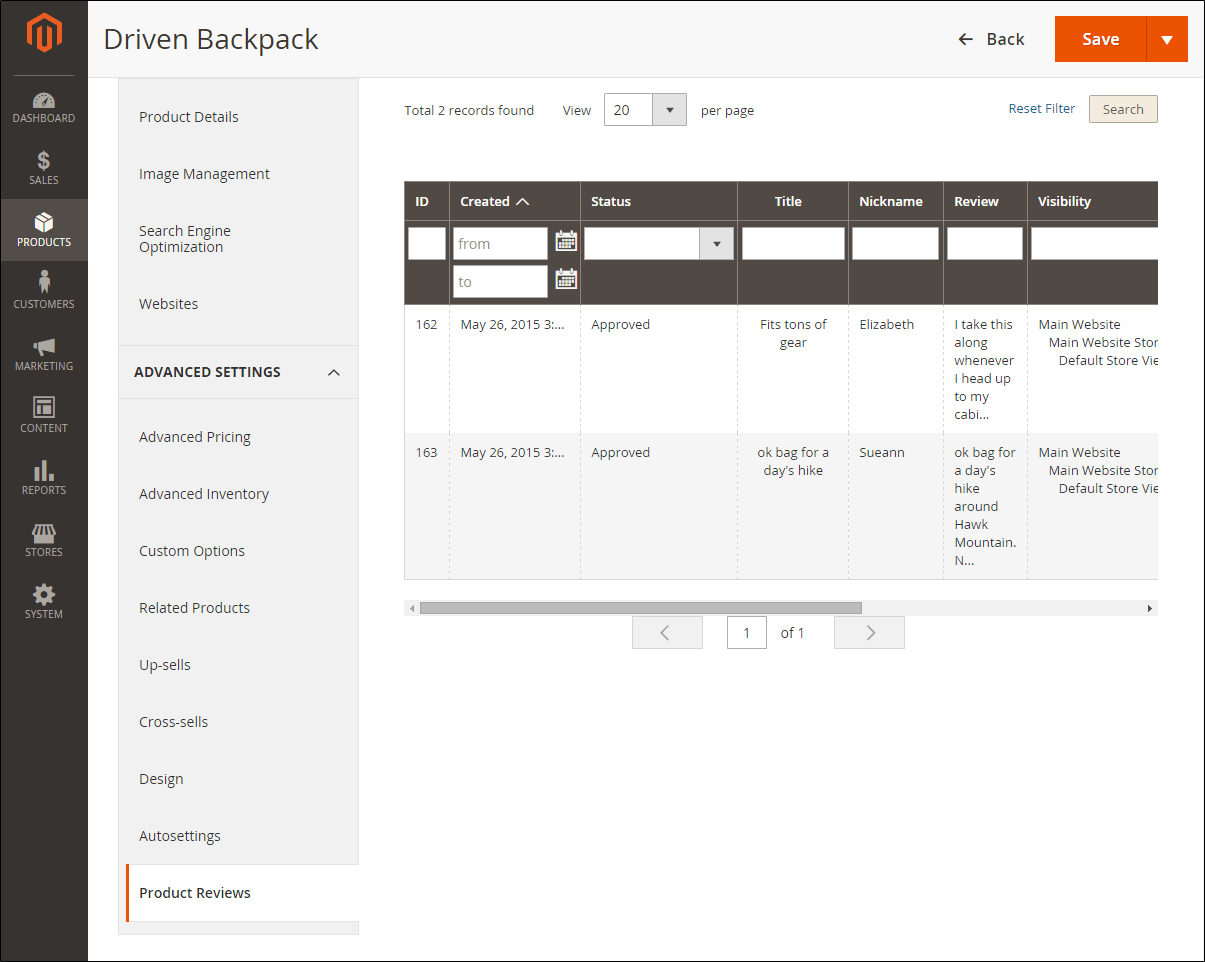 Driven Backpack
Back
Save
DASHBOARD
SALES
PRODUCTS
CUSTOMERS
MARKETING
CONTENT
REPORTS
STORES
SYSTEM
Product Details
Image Management
Search Engine
Optimization
Websites
ADVANCED SETTINGS
Advanced Pricing
Advanced Inventory
Custom Options
Related Products
Up-sells
Cross-sells
Design
Autosettings
Product Reviews
Total 2 records found View 20 per page
Reset Filter Search
ID Created Status Title Nickname Review Visibility
from
to
162 May 26, 2015 3:... Approved Fits tons of Elizabeth I take this Main Website
gear along Main Website Stor
whenever Default Store Vie
I head up
to my
cabi...
163 May 26, 2015 3:... Approved ok bag for a Sueann ok bag for Main Website
day's hike a day's Main Website Stor
hike Default Store Vie
around
Hawk
Mountain.
N...
1 of 1